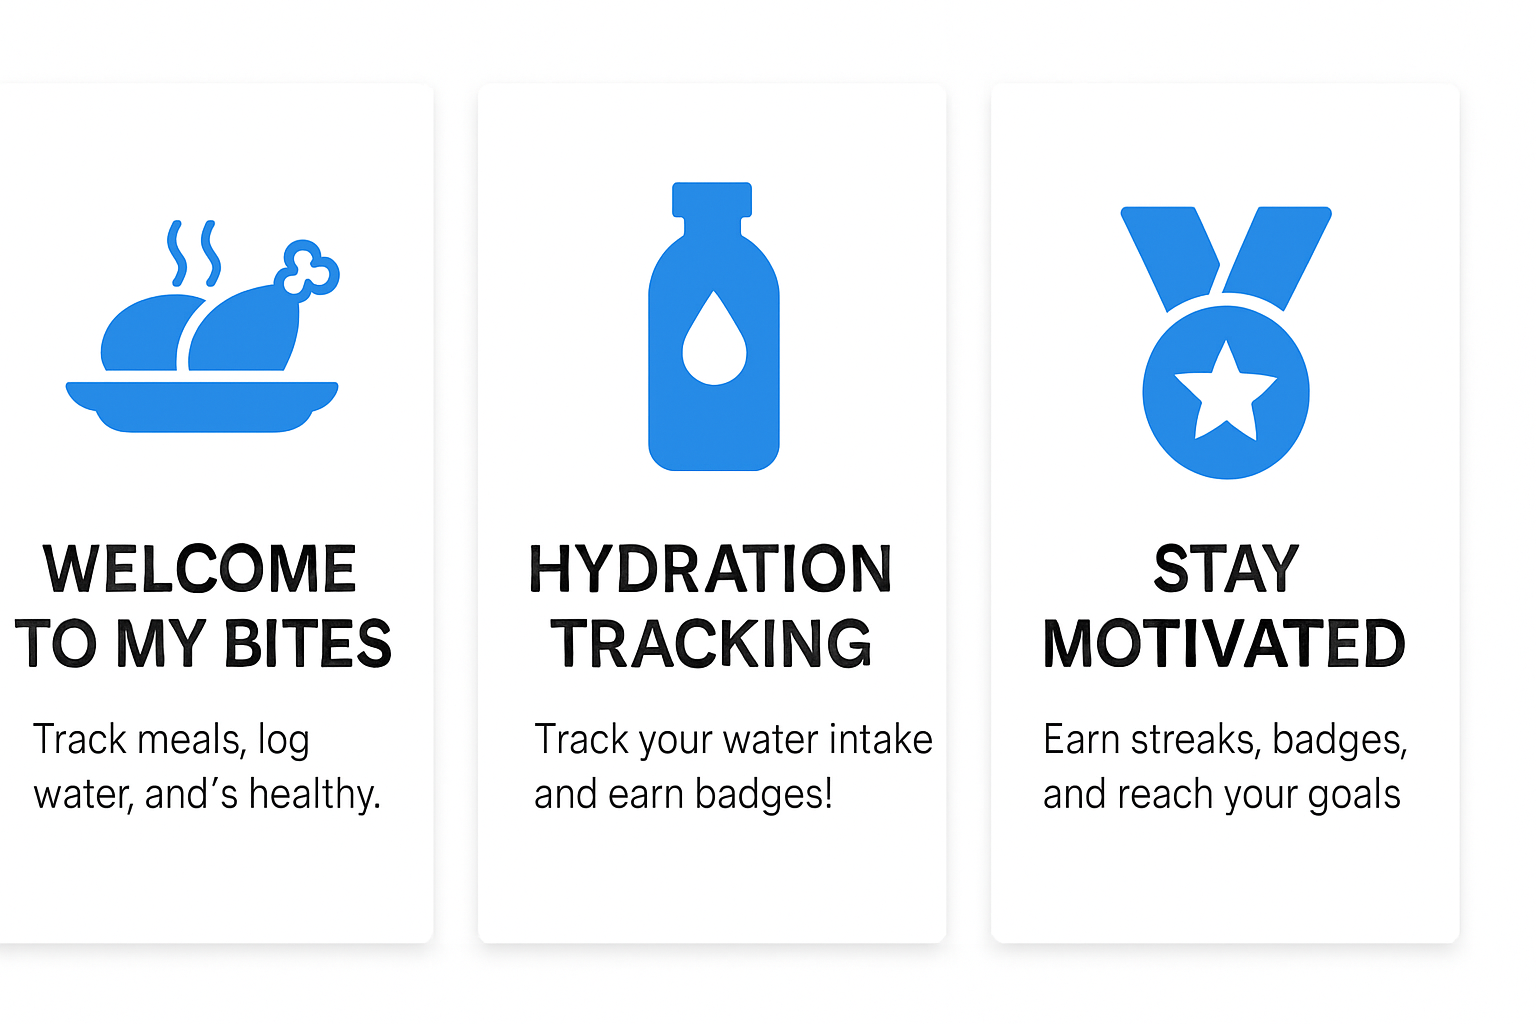 WELCOME
TO MY BITES
Track meals, log
water, and’s healthy.
HYDRATION
TRACKING
Track your water intake
and earn badges!
STAY
MOTIVATED
Earn streaks, badges,
and reach your goals